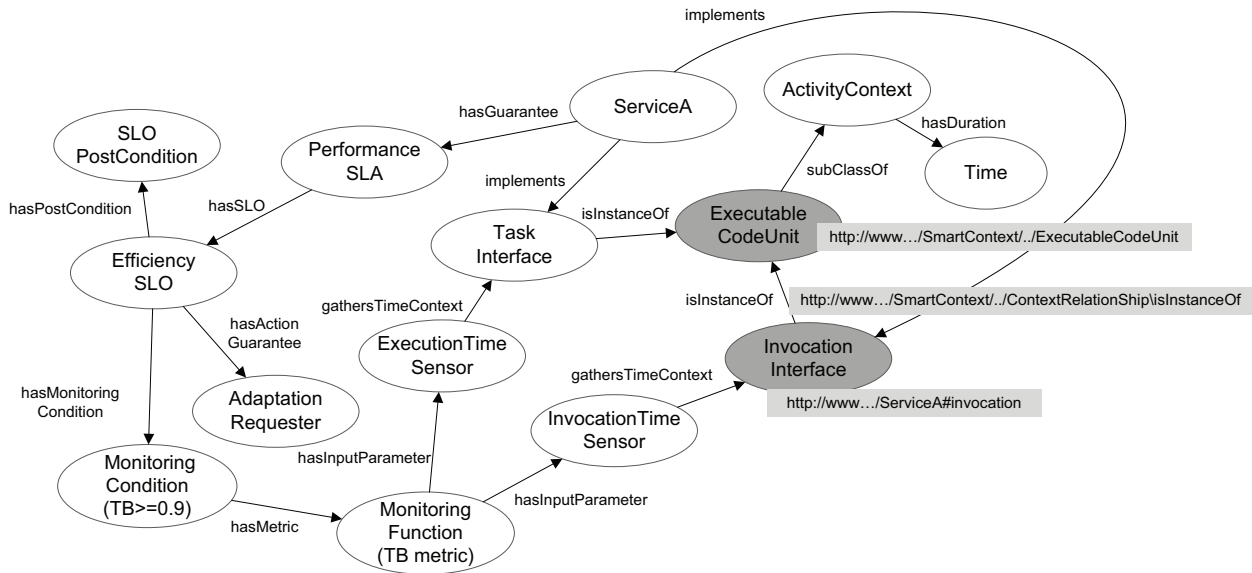 implements
ServiceA
ActivityContext
hasGuarantee
hasDuration
SLO
PostCondition
Performance
SLA
Time
implements
subClassOf
hasPostCondition
hasSLO
isInstanceOf
Executable
CodeUnit
http://www.../SmartContext/../ExecutableCodeUnit
Task
Interface
Efficiency
SLO
gathersTimeContext
isInstanceOf
http://www.../SmartContext/../ContextRelationShip\isInstanceOf
hasAction
Guarantee
ExecutionTime
Sensor
Invocation
Interface
gathersTimeContext
http://www.../ServiceA#invocation
hasMonitoring
Condition
Adaptation
Requester
InvocationTime
Sensor
hasInputParameter
Monitoring
Condition
(TB>=0.9)
hasInputParameter
hasMetric
Monitoring
Function
(TB metric)